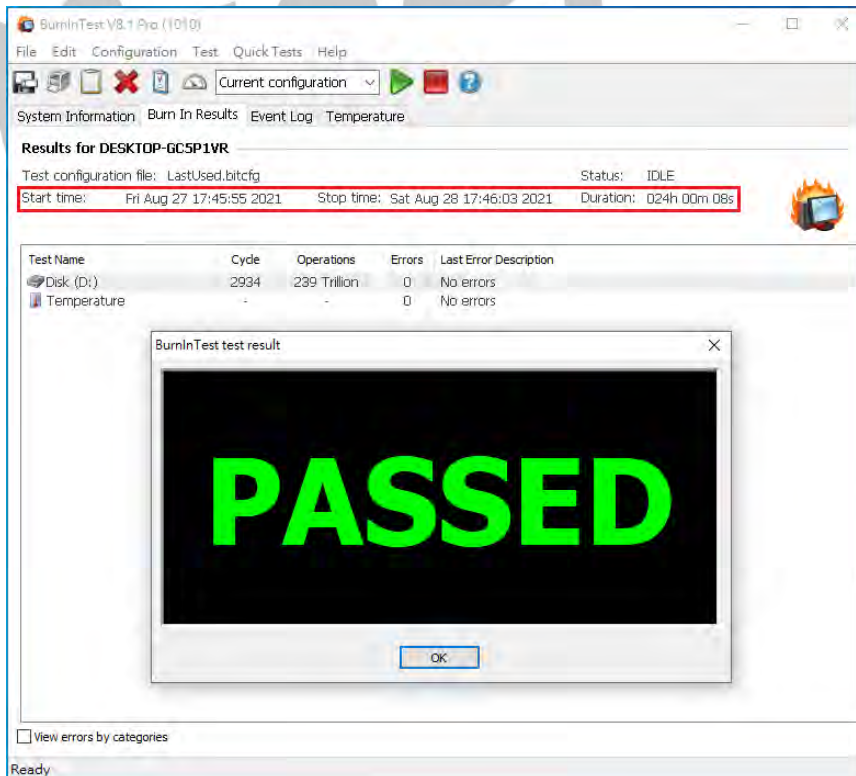 BurnInTest V8.1 Pro (1010)
File Edit Configuration Test Quick Tests Help
Current configuration
System Information Burn In Results Event Log Temperature
Results for DESKTOP-GC5P1VR
Test configuration file: LastUsed.bitcfg Status: IDLE
Start time: Fri Aug 27 17:45:55 2021 Stop time: Sat Aug 28 17:46:03 2021 Duration: 024h 00m 08s
Test Name Cycle Operations Errors Last Error Description
Disk (D:) 2934 239 Trillion 0 No errors
Temperature - - 0 No errors
BurnInTest test result
PASSED
OK
View errors by categories
Ready